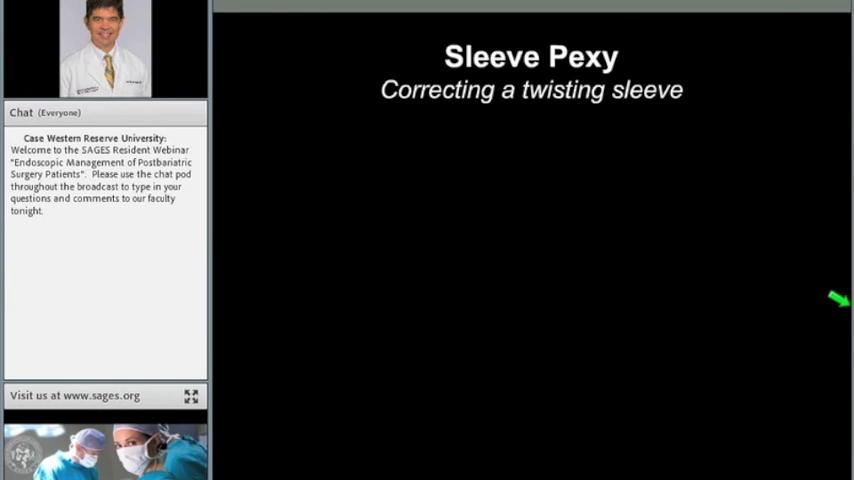 Sleeve Pexy
Correcting a twisting sleeve
Chat (Everyone)
Case Western Reserve University:
Welcome to the SAGES Resident Webinar
"Endoscopic Management of Postbariatric
Surgery Patients". Please use the chat pod
throughout the broadcast to type in your
questions and comments to our faculty
tonight.
Visit us at www.sages.org